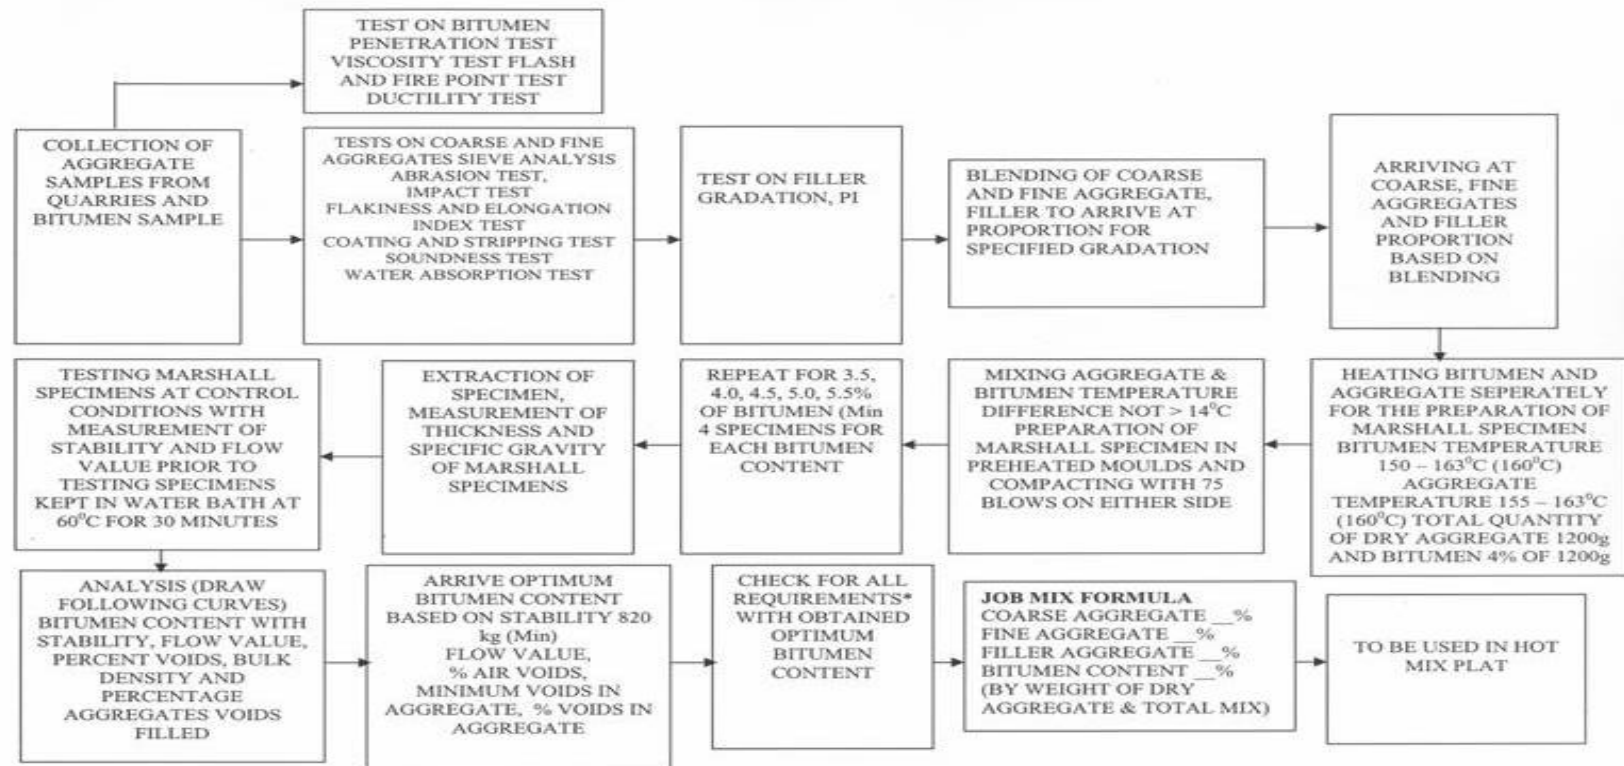 TEST ON BITUMEN
PENETRATION TEST
VISCOSITY TEST FLASH
AND FIRE POINT TEST
DUCTILITY TEST
COLLECTION OF
AGGREGATE
SAMPLES FROM
QUARRIES AND
BITUMEN SAMPLE
TESTS ON COARSE AND FINE
AGGREGATES SIEVE ANALYSIS
ABRASION TEST,
IMPACT TEST
FLAKINESS AND ELONGATION
INDEX TEST
COATING AND STRIPPING TEST
SOUNDNESS TEST
WATER ABSORPTION TEST
TEST ON FILLER
GRADATION, PI
BLENDING OF COARSE
AND FINE AGGREGATE,
FILLER TO ARRIVE AT
PROPORTION FOR
SPECIFIED GRADATION
ARRIVING AT
COARSE, FINE
AGGREGATES
AND FILLER
PROPORTION
BASED ON
BLENDING
HEATING BITUMEN AND
AGGREGATE SEPERATELY
FOR THE PREPARATION OF
MARSHALL SPECIMEN
BITUMEN TEMPERATURE
150 – 163⁰C (160⁰C)
AGGREGATE
TEMPERATURE 155 – 163⁰C
(160⁰C) TOTAL QUANTITY
OF DRY AGGREGATE 1200g
AND BITUMEN 4% OF 1200g
MIXING AGGREGATE &
BITUMEN TEMPERATURE
DIFFERENCE NOT > 14⁰C
PREPARATION OF
MARSHALL SPECIMEN IN
PREHEATED MOULDS AND
COMPACTING WITH 75
BLOWS ON EITHER SIDE
REPEAT FOR 3.5,
4.0, 4.5, 5.0, 5.5%
OF BITUMEN (Min
4 SPECIMENS FOR
EACH BITUMEN
CONTENT
EXTRACTION OF
SPECIMEN,
MEASUREMENT OF
THICKNESS AND
SPECIFIC GRAVITY
OF MARSHALL
SPECIMENS
TESTING MARSHALL
SPECIMENS AT CONTROL
CONDITIONS WITH
MEASUREMENT OF
STABILITY AND FLOW
VALUE PRIOR TO
TESTING SPECIMENS
KEPT IN WATER BATH AT
60⁰C FOR 30 MINUTES
ANALYSIS (DRAW
FOLLOWING CURVES)
BITUMEN CONTENT WITH
STABILITY, FLOW VALUE,
PERCENT VOIDS, BULK
DENSITY AND
PERCENTAGE
AGGREGATES VOIDS
FILLED
ARRIVE OPTIMUM
BITUMEN CONTENT
BASED ON STABILITY 820
kg (Min)
FLOW VALUE,
% AIR VOIDS,
MINIMUM VOIDS IN
AGGREGATE, % VOIDS IN
AGGREGATE
CHECK FOR ALL
REQUIREMENTS*
WITH OBTAINED
OPTIMUM
BITUMEN
CONTENT
JOB MIX FORMULA
COARSE AGGREGATE __%
FINE AGGREGATE __%
FILLER AGGREGATE __%
BITUMEN CONTENT __%
(BY WEIGHT OF DRY
AGGREGATE & TOTAL MIX)
TO BE USED IN HOT
MIX PLAT